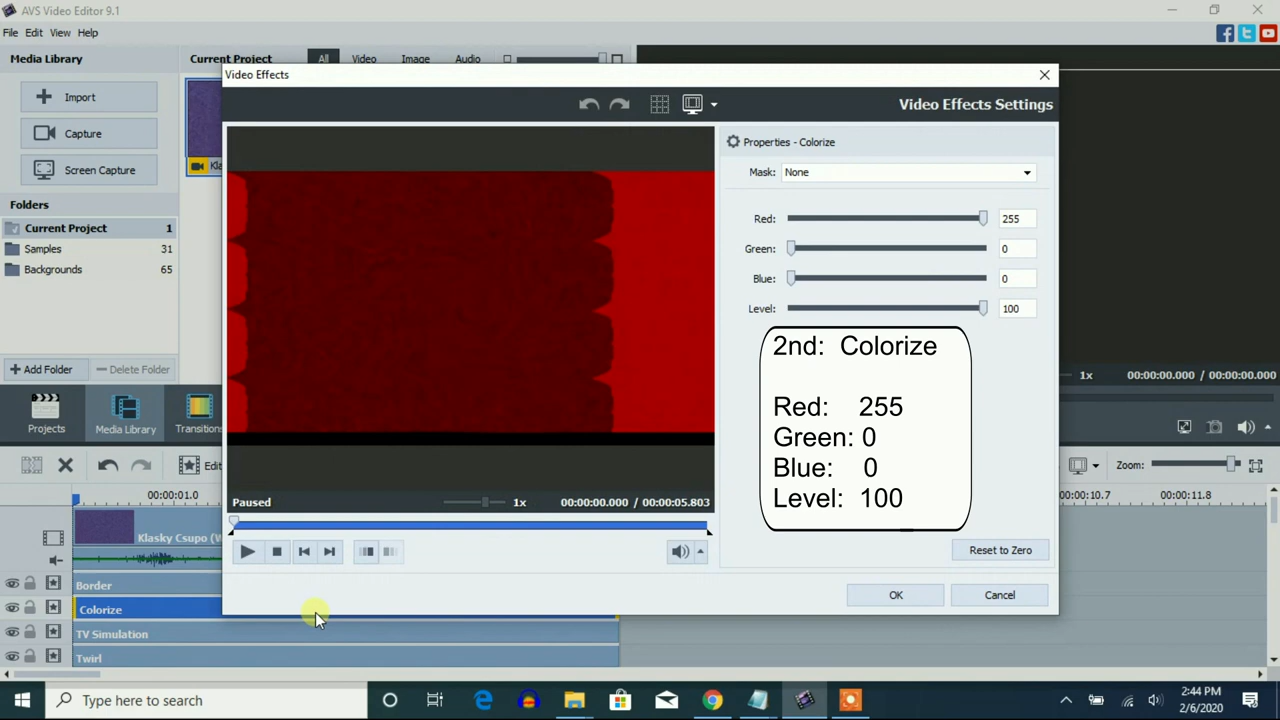 AVS Video Editor 9.1
File Edit View Help
Media Library
Current Project
All Video Image Audio
Import
Capture
Screen Capture
Folders
Current Project 1
Samples 31
Backgrounds 65
Add Folder
Delete Folder
Projects
Media Library
Video Effects
Video Effects Settings
Properties - Colorize
Mask: None
Red: 255
Green: 0
Blue: 0
Level: 100
2nd: Colorize
Red: 255
Green: 0
Blue: 0
Level: 100
Reset to Zero
OK Cancel
Paused 1x 00:00:00.000 / 00:00:05.803
1x 00:00:00.000 / 00:00:00.000
Zoom:
00:00:01.0
00:00:10.7 00:00:11.8
Klasky Csupo
Border
Colorize
TV Simulation
Twirl
Type here to search
2:44 PM
2/6/2020